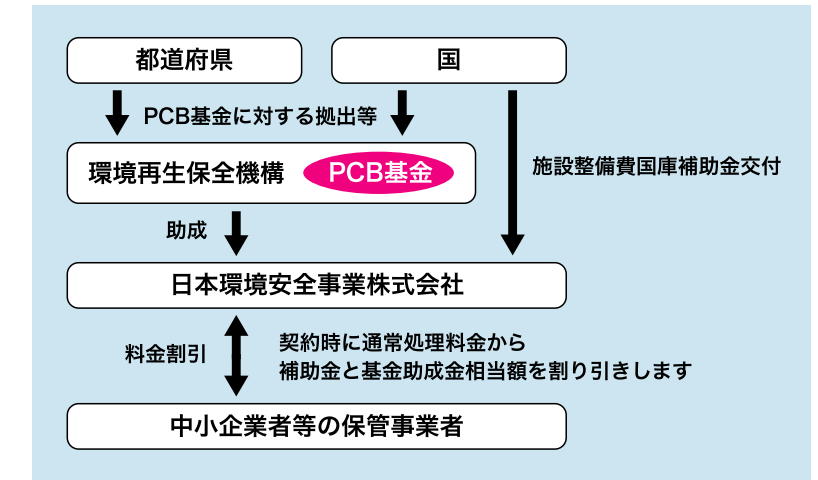 都道府県
国
PCB基金に対する拠出等
環境再生保全機構
PCB基金
施設整備費国庫補助金交付
助成
日本環境安全事業株式会社
料金割引
契約時に通常処理料金から
補助金と基金助成金相当額を割り引きします
中小企業者等の保管事業者